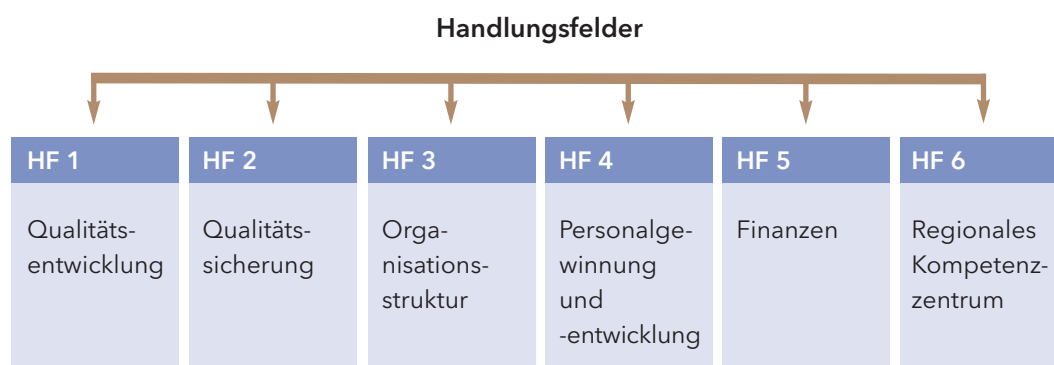 Handlungsfelder
HF 1
Qualitäts-
entwicklung
HF 2
Qualitäts-
sicherung
HF 3
Orga-
nisations-
struktur
HF 4
Personalge-
winnung
und
-entwicklung
HF 5
Finanzen
HF 6
Regionales
Kompetenz-
zentrum